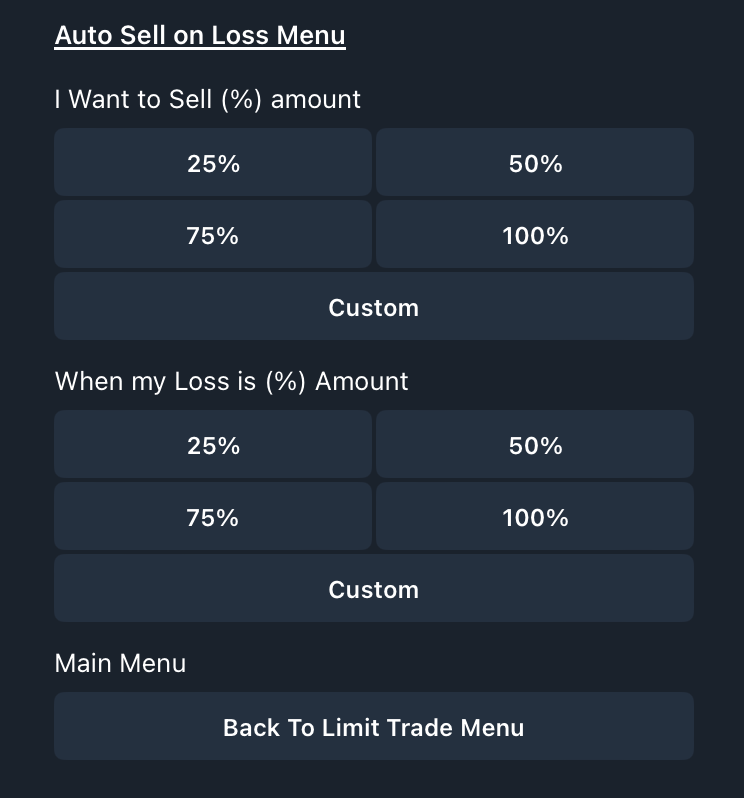 Auto Sell on Loss Menu
I Want to Sell (%) amount
25%
50%
75%
100%
Custom
When my Loss is (%) Amount
25%
50%
75%
100%
Custom
Main Menu
Back To Limit Trade Menu